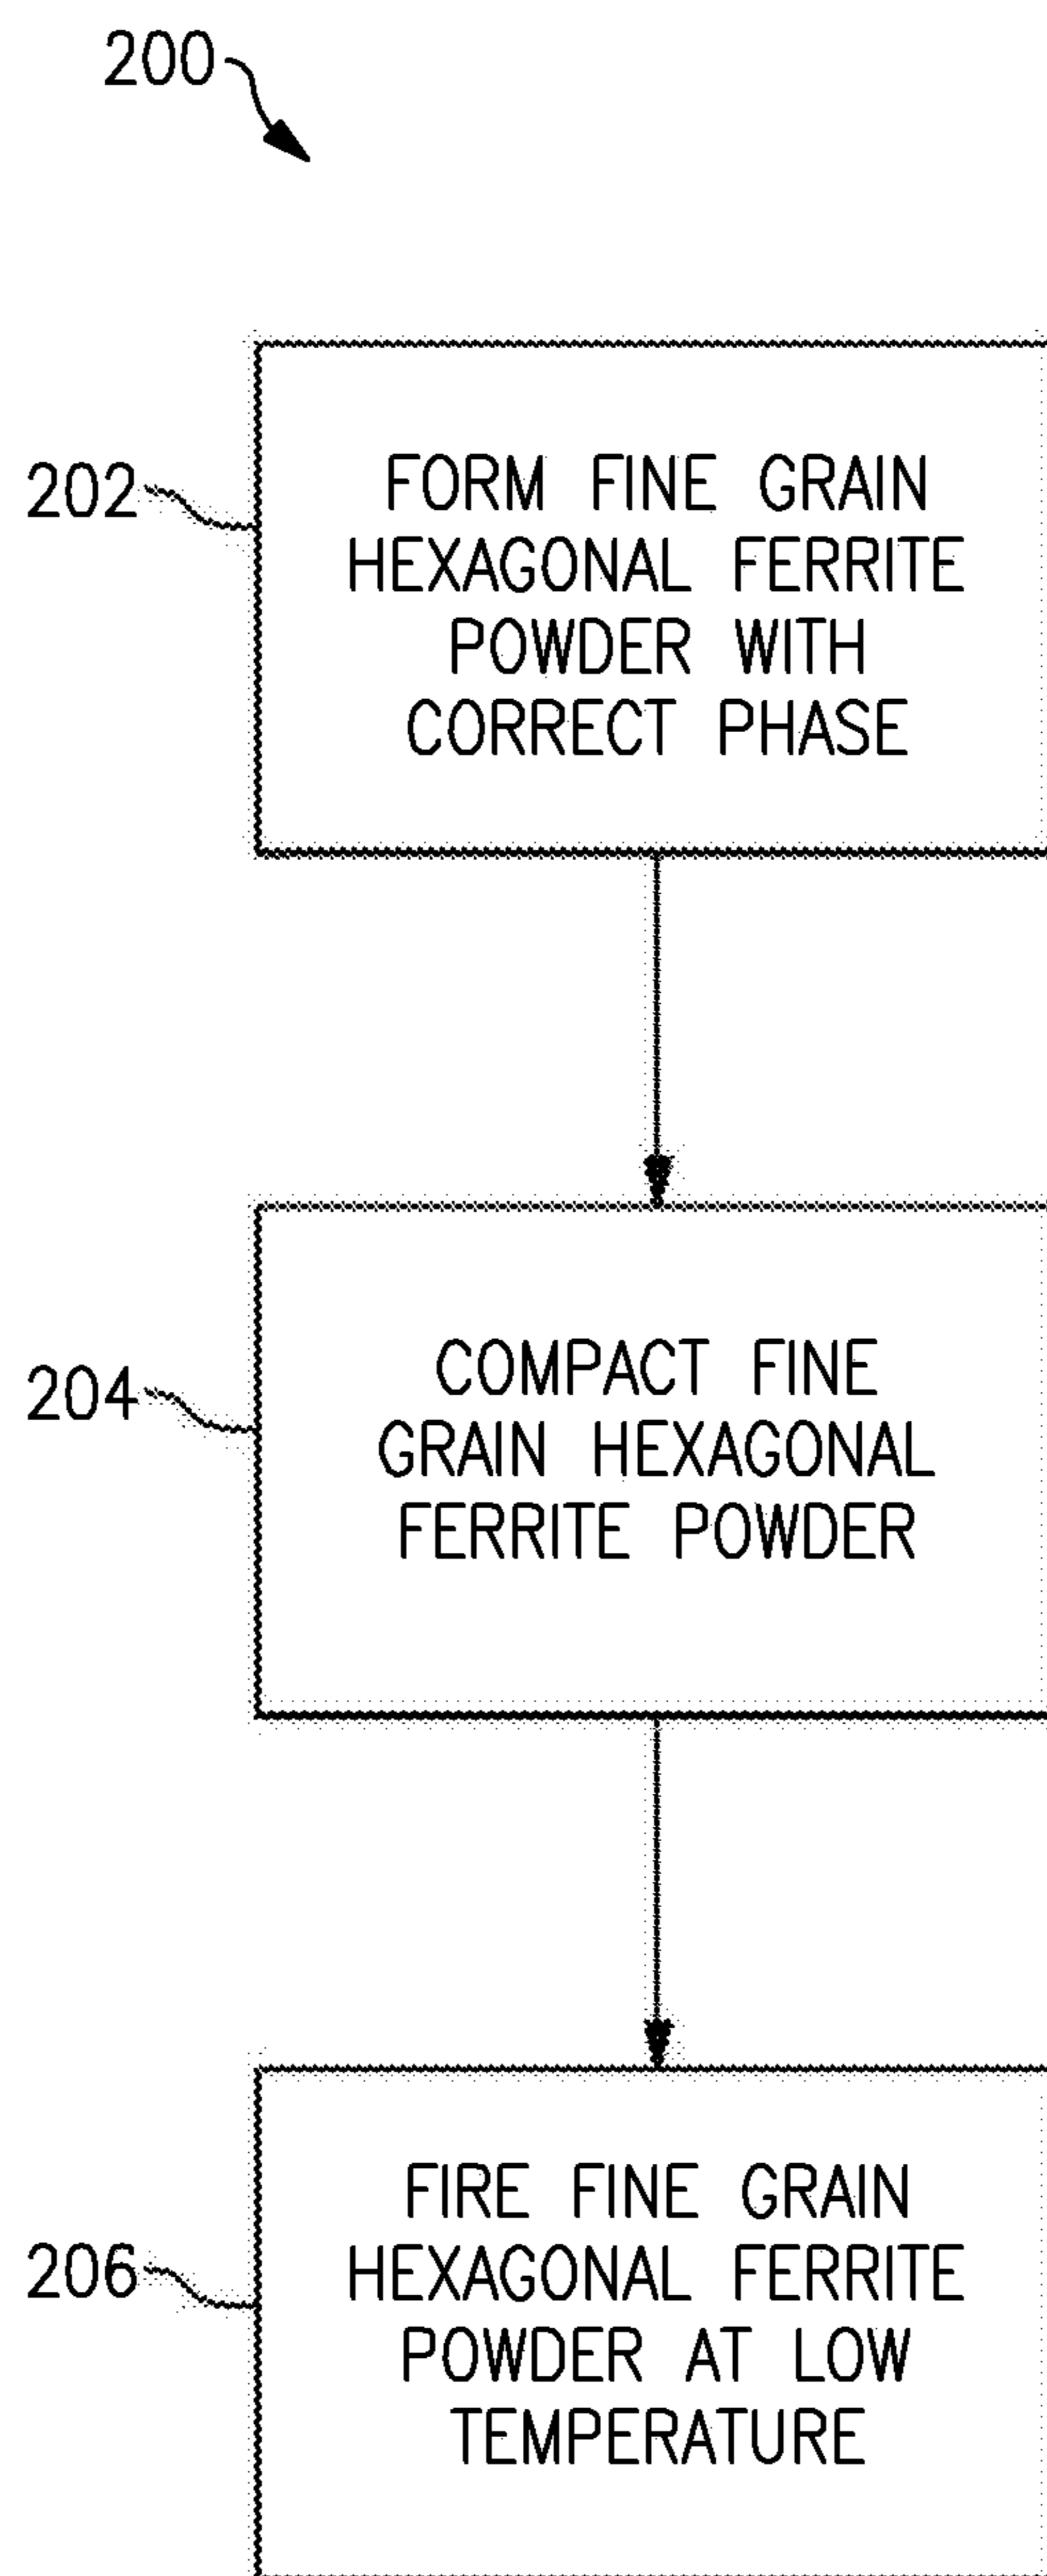 200
202
FORM FINE GRAIN
HEXAGONAL FERRITE
POWDER WITH
CORRECT PHASE
204
COMPACT FINE
GRAIN HEXAGONAL
FERRITE POWDER
206
FIRE FINE GRAIN
HEXAGONAL FERRITE
POWDER AT LOW
TEMPERATURE